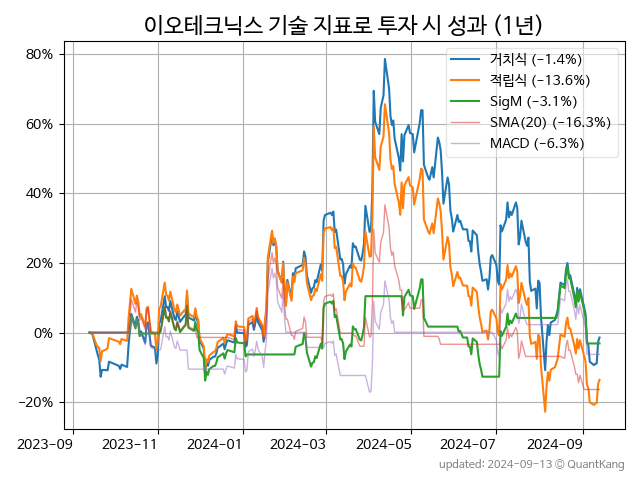 이오테크닉스 기술 지표로 투자 시 성과 (1년)
거치식 (−1.4%)
적립식 (−13.6%)
SigM (−3.1%)
SMA(20) (−16.3%)
MACD (−6.3%)
80%
60%
40%
20%
0%
−20%
2023-09 2023-11 2024-01 2024-03 2024-05 2024-07 2024-09
updated: 2024-09-13 ⓒ QuantKang